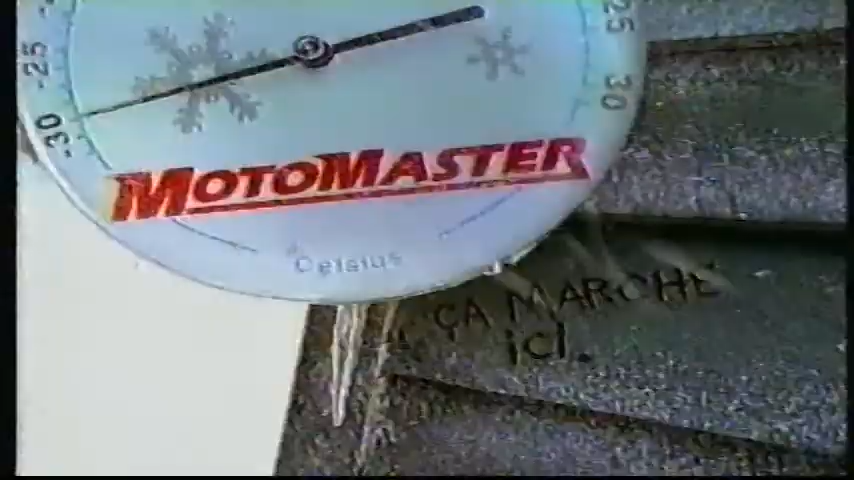 -25
-30
25
30
MOTOMASTER
Celsius
ÇA MARCHE
ici.